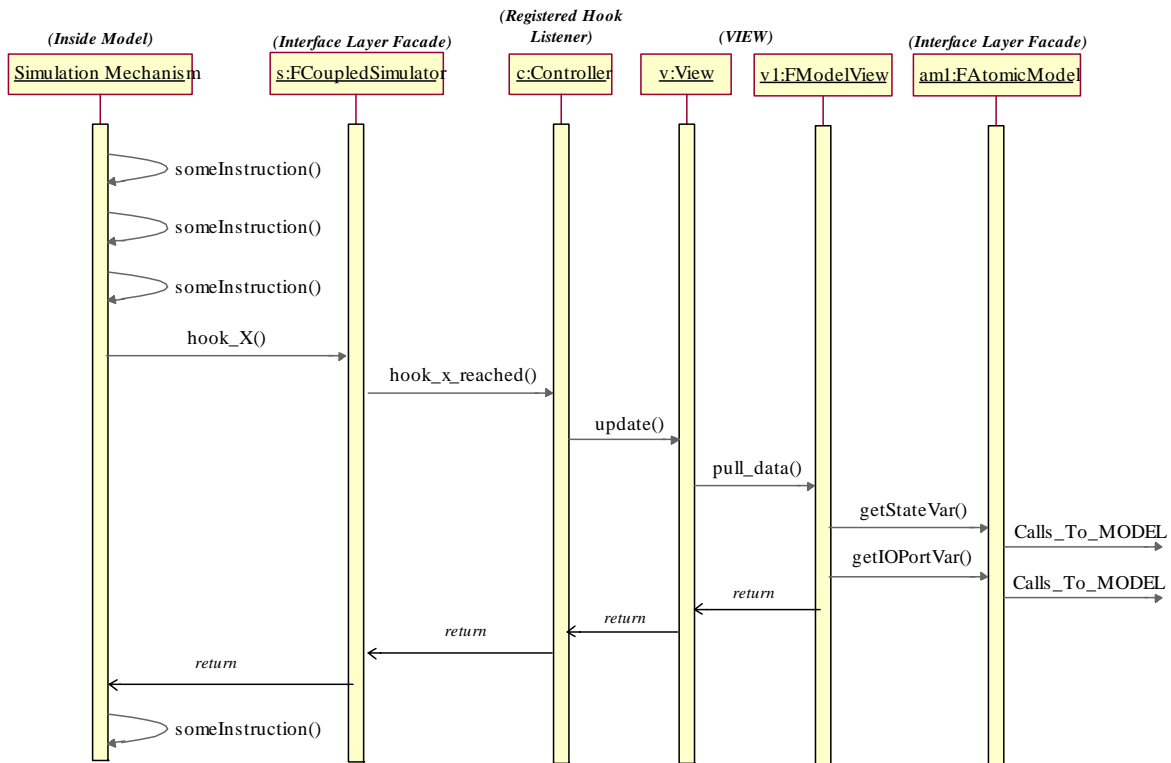 (Registered Hook
Listener)
(Inside Model)
(Interface Layer Facade)
(VIEW)
(Interface Layer Facade)
Simulation Mechanism
s:FCoupledSimulator
c:Controller
v:View
v1:FModelView
am1:FAtomicModel
someInstruction()
someInstruction()
someInstruction()
hook_X()
hook_x_reached()
update()
pull_data()
getStateVar()
Calls_To_MODEL
getIOPortVar()
Calls_To_MODEL
return
return
return
return
someInstruction()